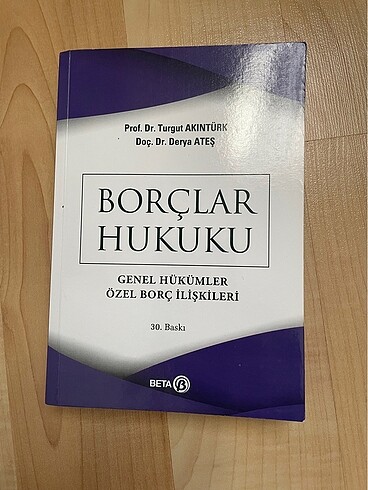 Prof. Dr. Turgut AKINTÜRK
Doç. Dr. Derya ATEŞ
BORÇLAR
HUKUKU
GENEL HÜKÜMLER
ÖZEL BORÇ İLİŞKİLERİ
30. Baskı
BETA